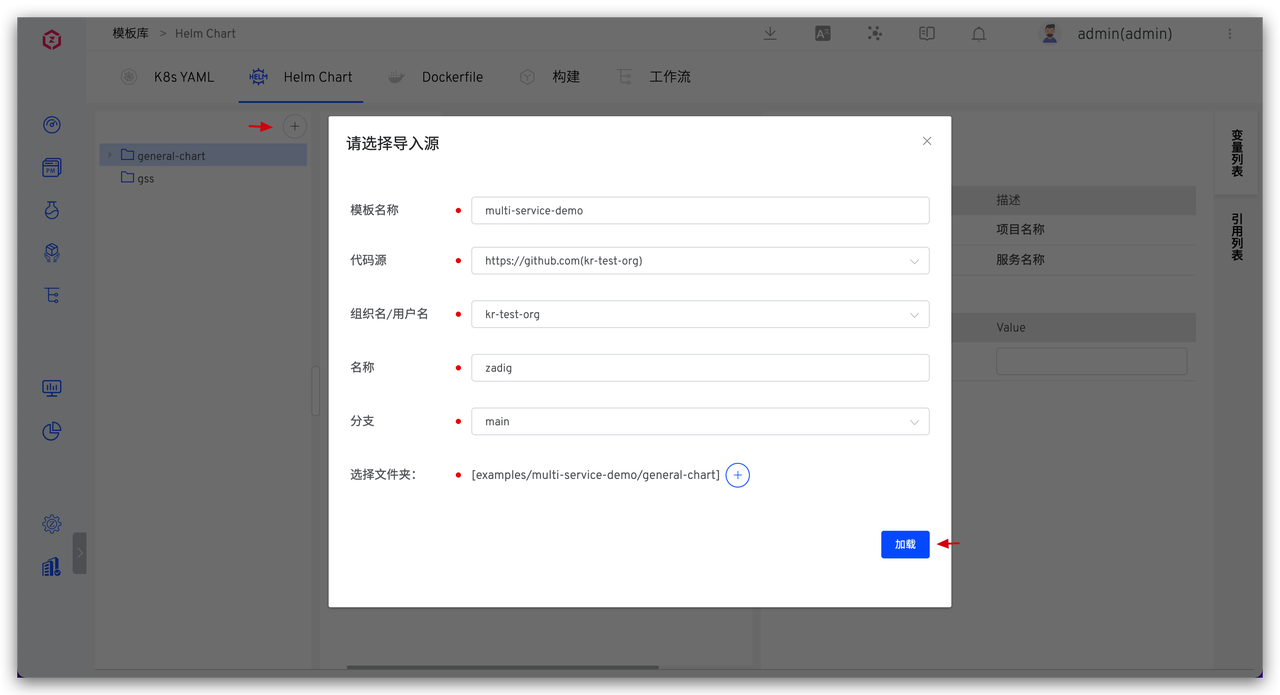 模板库 > Helm Chart
admin(admin)
K8s YAML Helm Chart Dockerfile 构建 工作流
general-chart
gss
请选择导入源
模板名称 multi-service-demo
代码源 https://github.com(kr-test-org)
组织名/用户名 kr-test-org
名称 zadig
分支 main
选择文件夹: [examples/multi-service-demo/general-chart]
加载
描述
项目名称
服务名称
Value
变量列表
引用列表